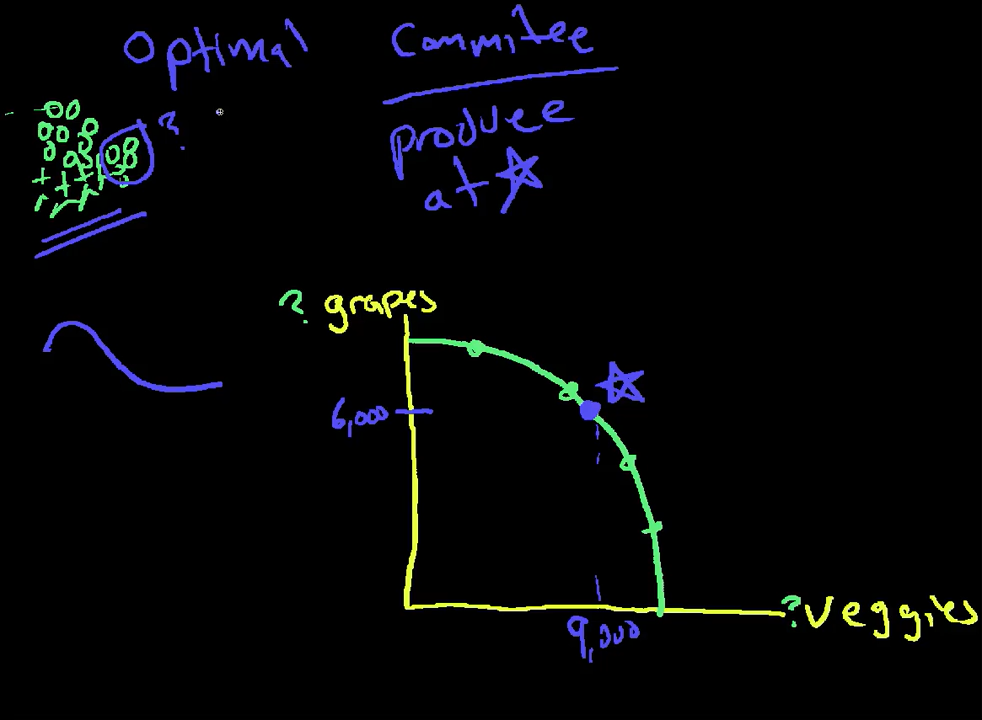 Optimal Commitee
?
produce
at
? grapes
6,000
9,000
? veggies